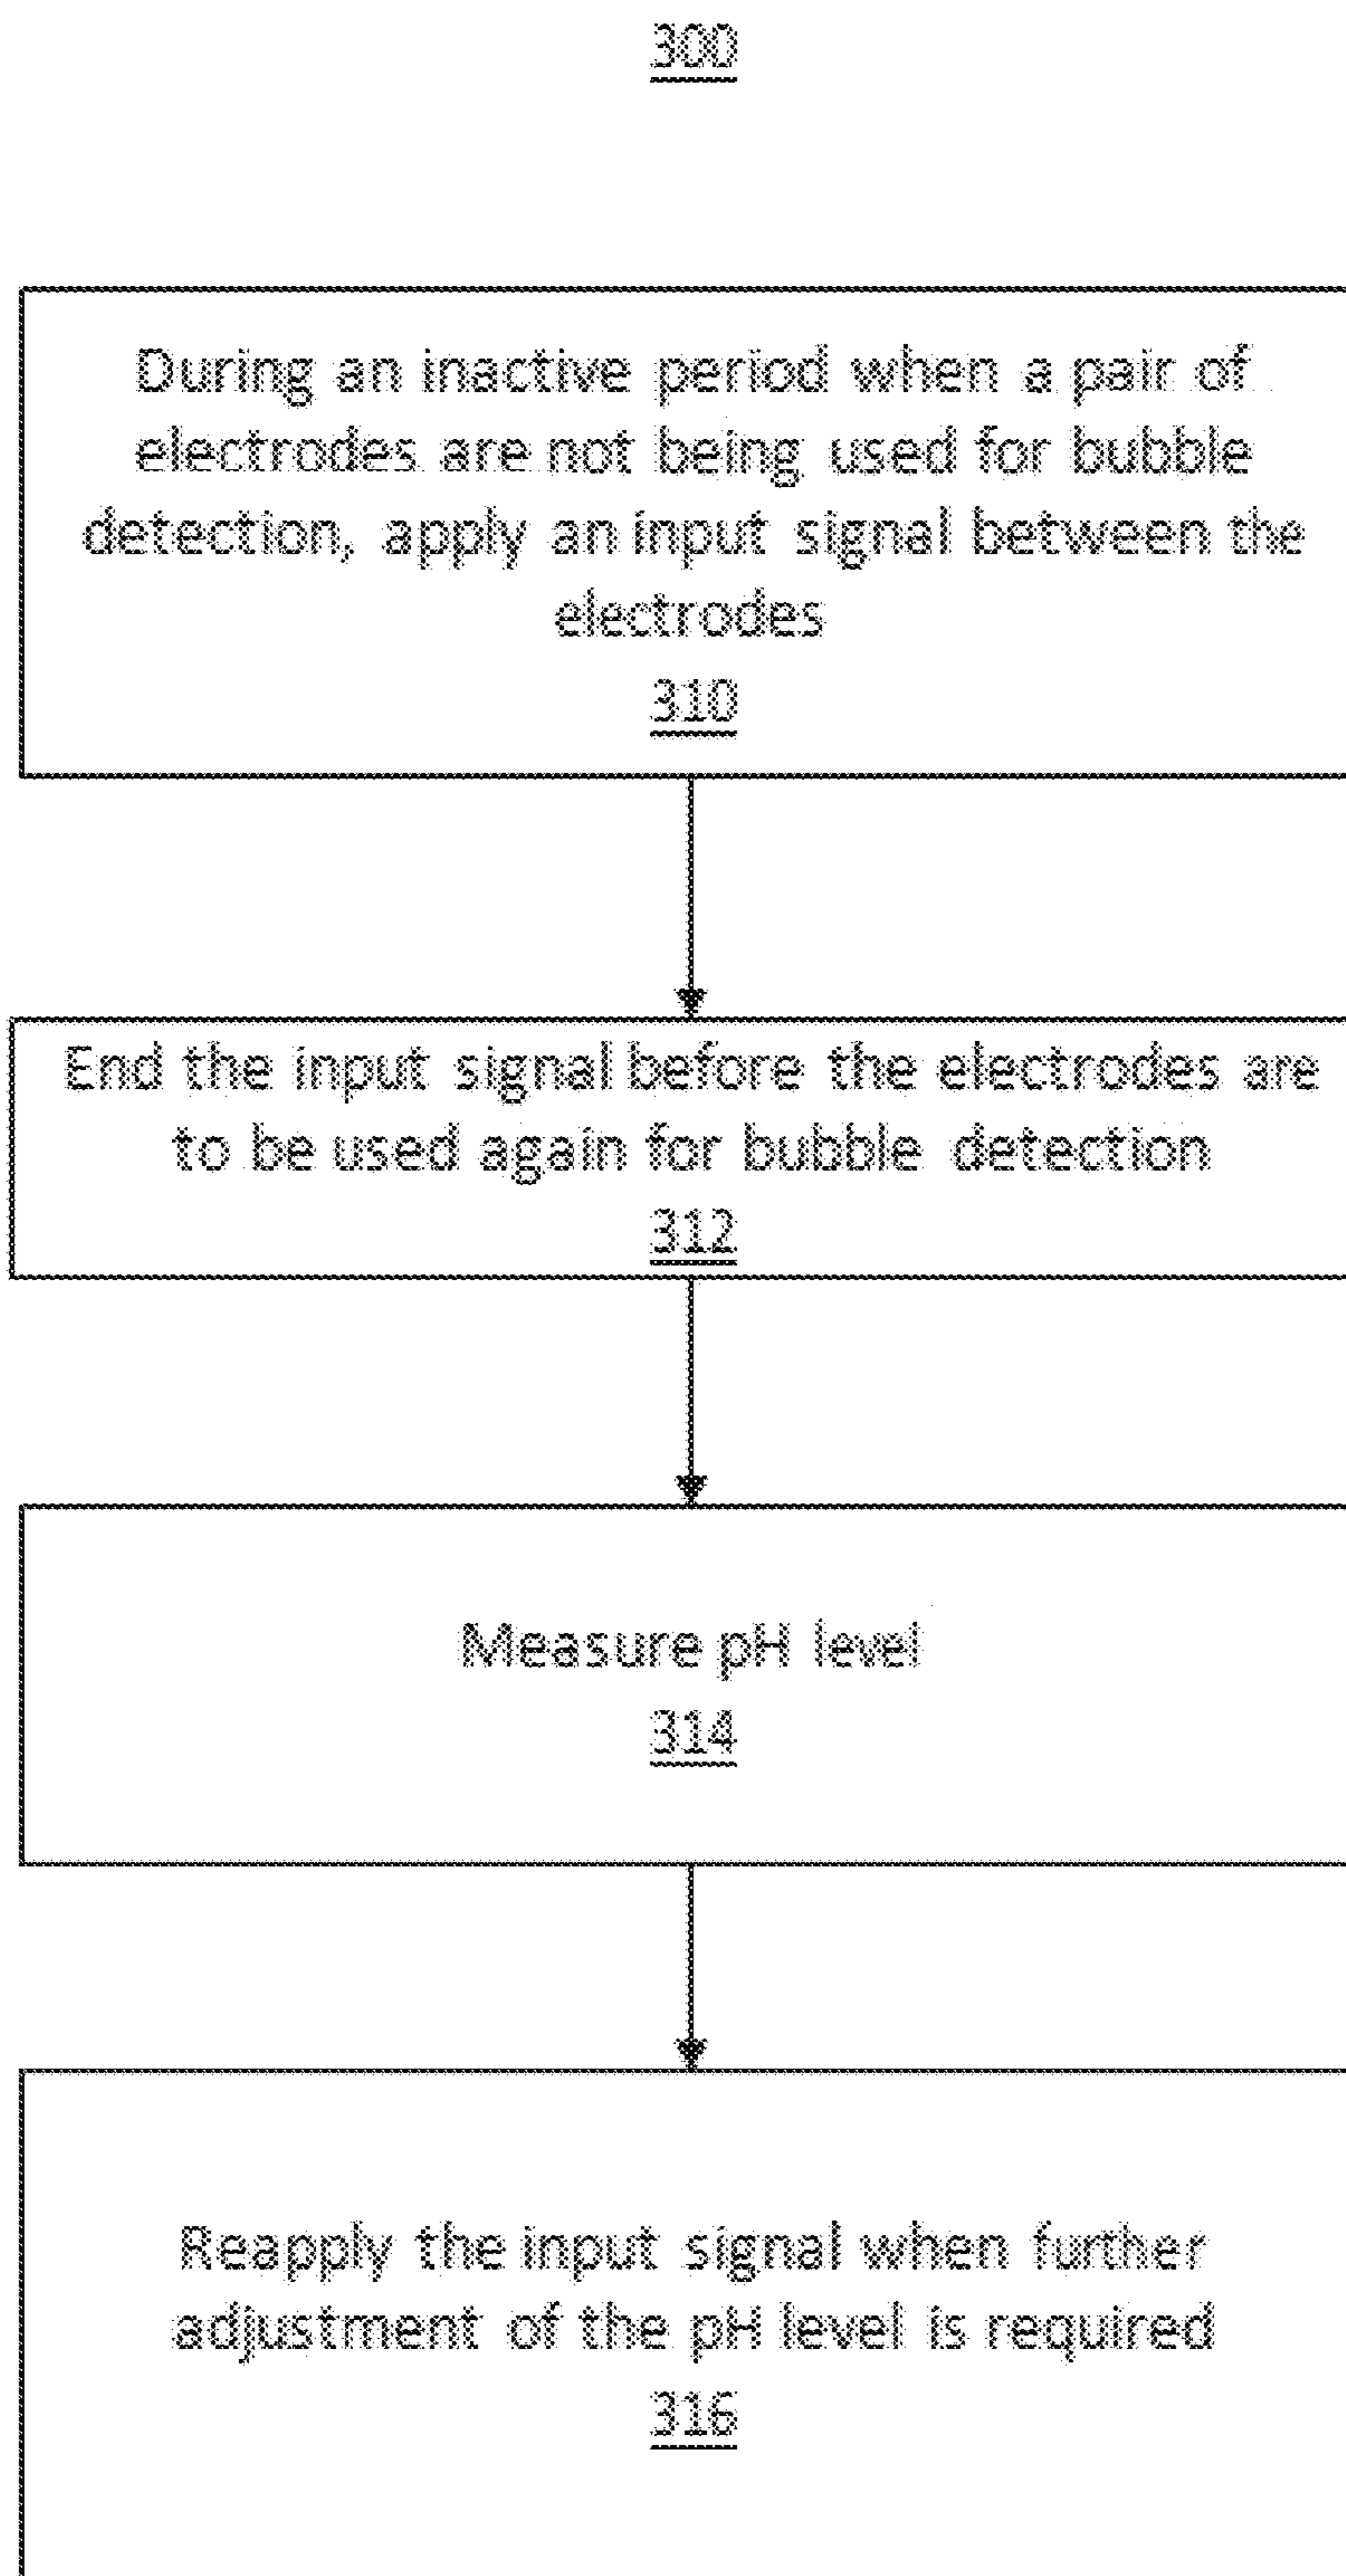 300
During an inactive period when a pair of
electrodes are not being used for bubble
detection, apply an input signal between the
electrodes
310
End the input signal before the electrodes are
to be used again for bubble detection
312
Measure pH level
314
Reapply the input signal when further
adjustment of the pH level is required
316